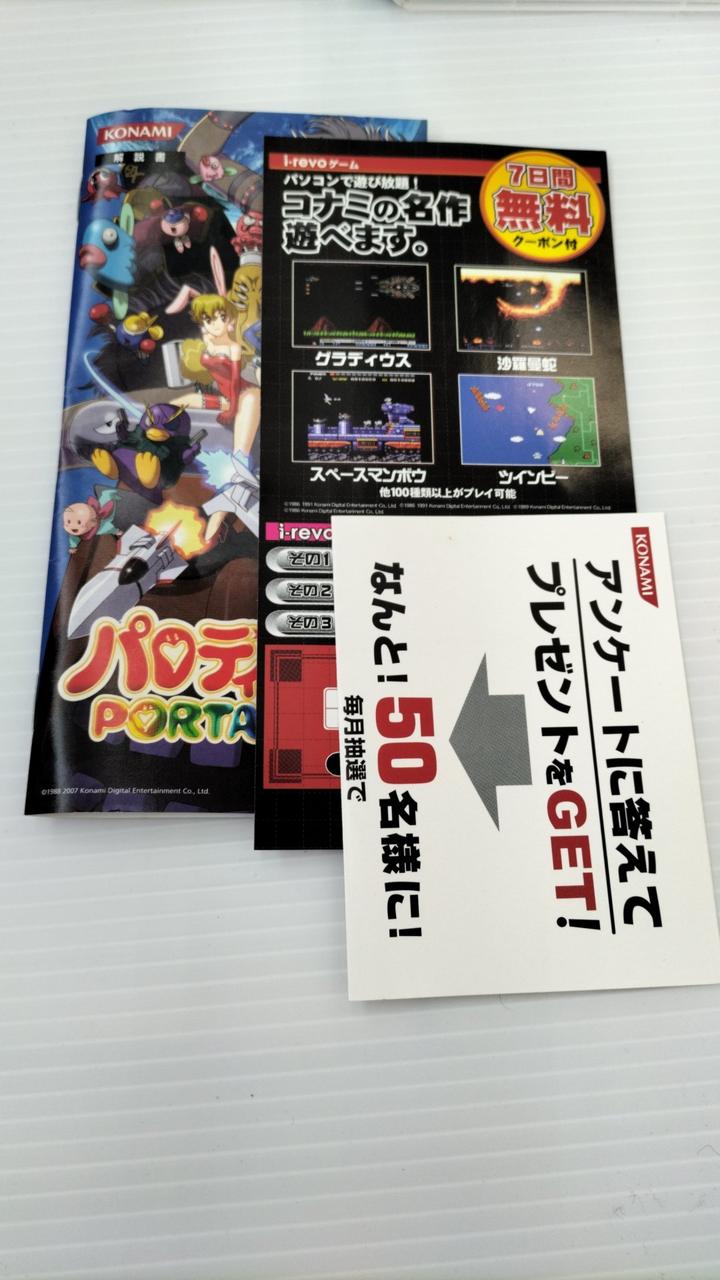 KONAMI
解説書
パロディ
PORTA
©1988 2007 Konami Digital Entertainment Co., Ltd.
i-revoゲーム
パソコンで遊び放題！
コナミの名作
遊べます。
7日間
無料
クーポン付
グラディウス
沙羅曼蛇
スペースマンボウ
ツインビー
他100種類以上がプレイ可能
i-revo
その1
その2
その3
KONAMI
アンケートに答えて
プレゼントをGET!
なんと!50名様に!
毎月抽選で